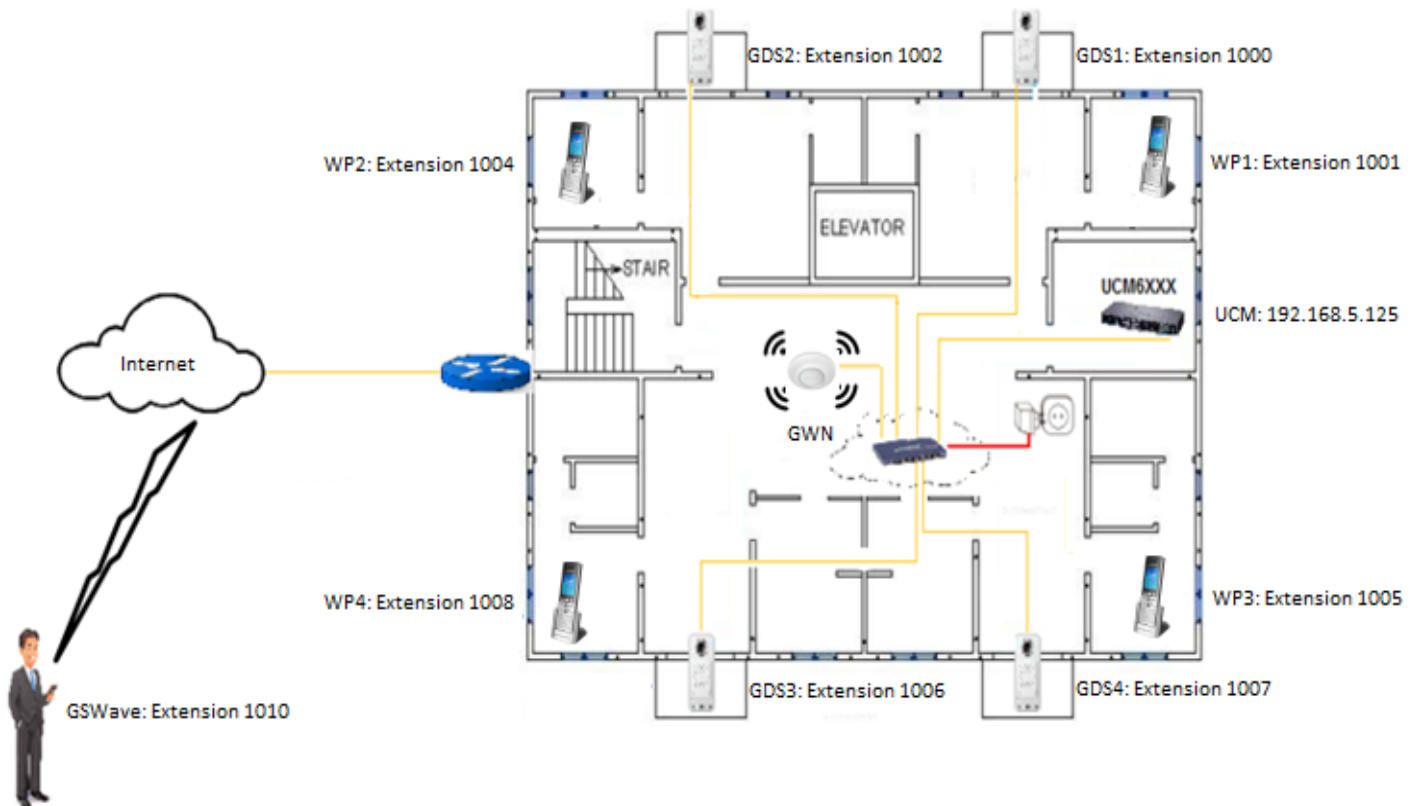 GDS2: Extension 1002
GDS1: Extension 1000
WP2: Extension 1004
WP1: Extension 1001
ELEVATOR
STAIR
UCM6XXX
UCM: 192.168.5.125
Internet
GWN
WP4: Extension 1008
WP3: Extension 1005
GDS3: Extension 1006
GDS4: Extension 1007
GSWave: Extension 1010